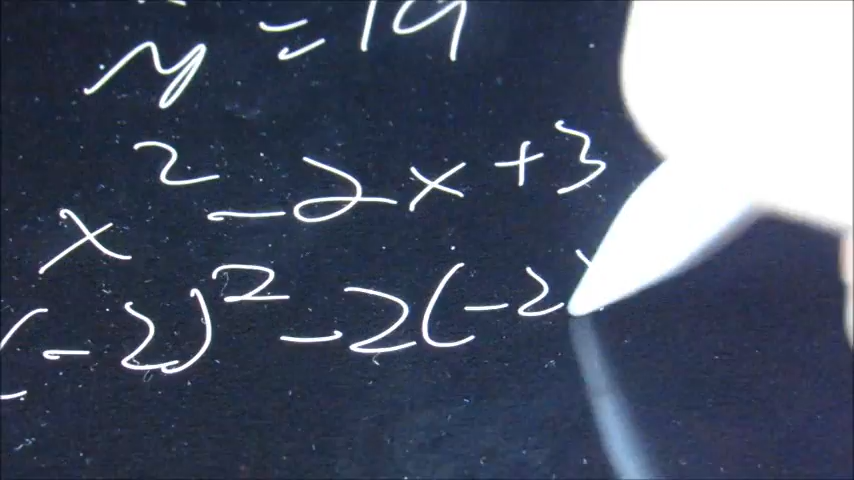 y = 19
x² - 2x + 3
(-2)² - 2(-2)